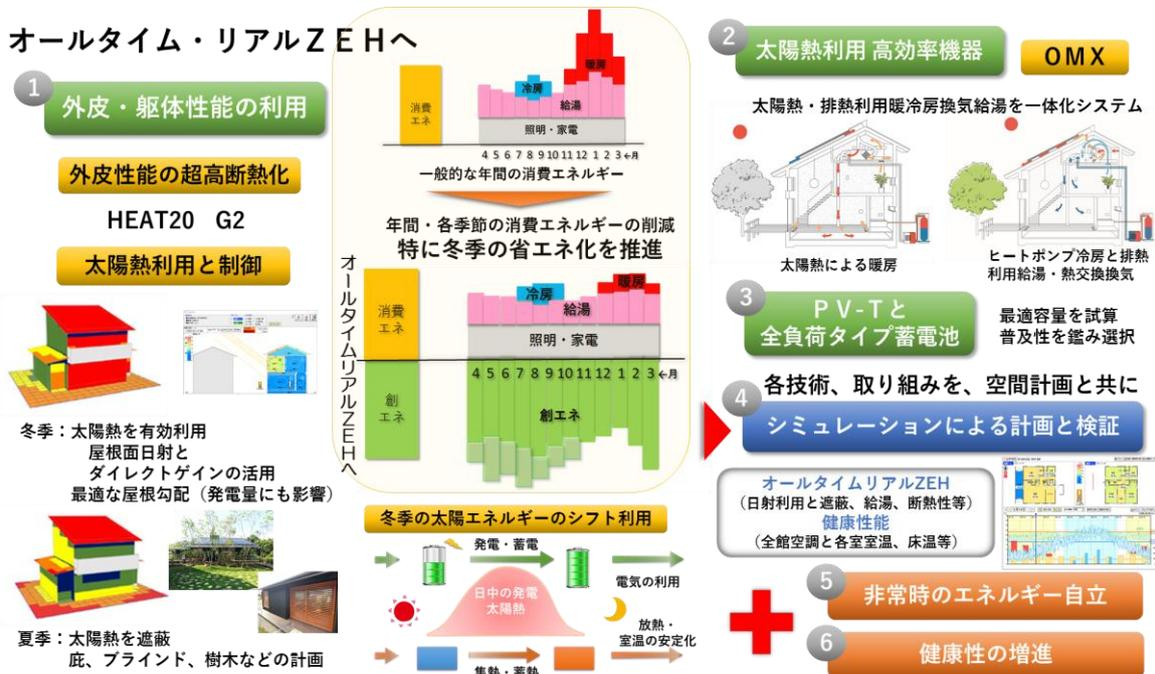 オールタイム・リアルZEHへ
1
外皮・躯体性能の利用
外皮性能の超高断熱化
HEAT20 G2
太陽熱利用と制御
冬季：太陽熱を有効利用
屋根面日射と
ダイレクトゲインの活用
最適な屋根勾配（発電量にも影響）
夏季：太陽熱を遮蔽
庇、ブラインド、樹木などの計画
消費
エネ
暖房
冷房
給湯
照明・家電
4 5 6 7 8 9 10 11 12 1 2 3 ←月
一般的な年間の消費エネルギー
年間・各季節の消費エネルギーの削減
特に冬季の省エネ化を推進
オールタイムリアルZEHへ
消費
エネ
暖房
冷房
給湯
照明・家電
4 5 6 7 8 9 10 11 12 1 2 3 ←月
創
エネ
創エネ
冬季の太陽エネルギーのシフト利用
発電・蓄電
電気の利用
日中の発電
太陽熱
放熱・
室温の安定化
集熱・蓄熱
2
太陽熱利用 高効率機器
OMX
太陽熱・排熱利用暖冷房換気給湯を一体化システム
太陽熱による暖房
ヒートポンプ冷房と排熱
利用給湯・熱交換換気
3
PV-Tと
全負荷タイプ蓄電池
最適容量を試算
普及性を鑑み選択
各技術、取り組みを、空間計画と共に
4
シミュレーションによる計画と検証
オールタイムリアルZEH
（日射利用と遮蔽、給湯、断熱性等）
健康性能
（全館空調と各室室温、床温等）
5
非常時のエネルギー自立
6
健康性の増進